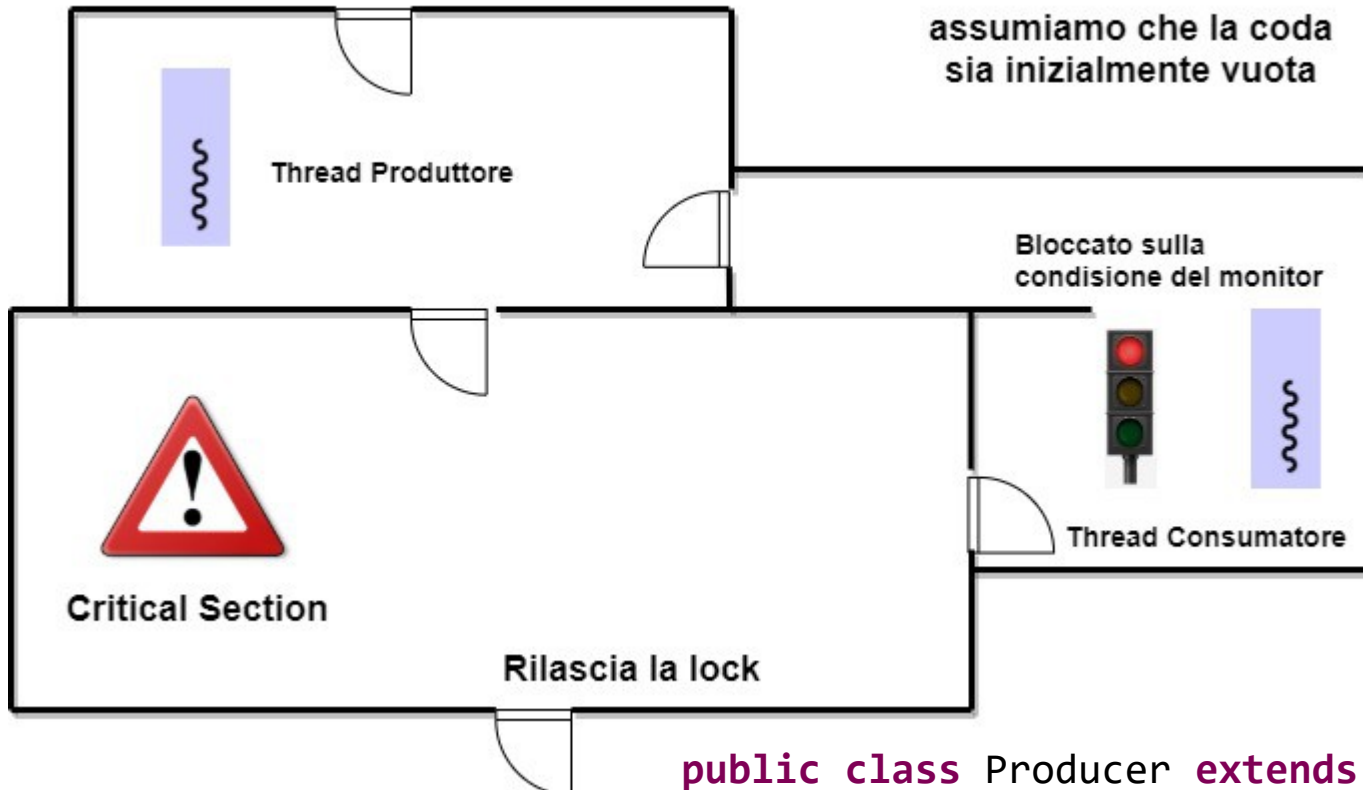 assumiamo che la coda
sia inizialmente vuota
Thread Produttore
Bloccato sulla
condisione del monitor
Thread Consumatore
Critical Section
Rilascia la lock
public class Producer extends